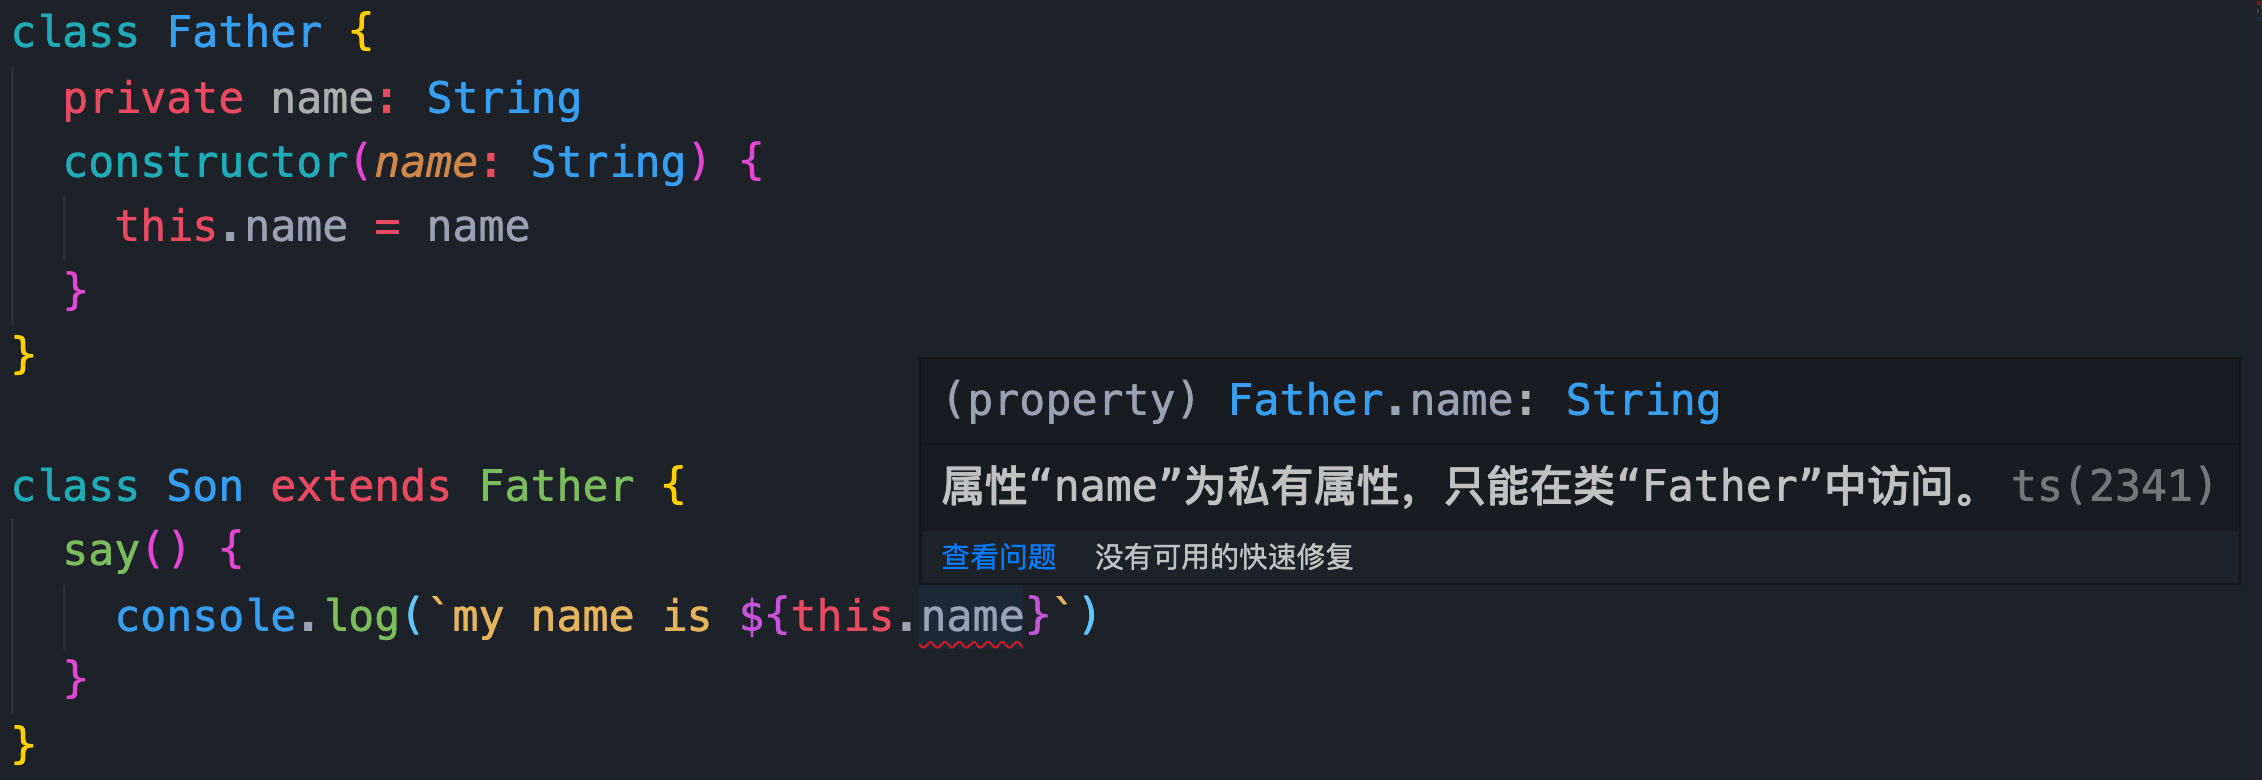 class Father {
  private name: String
  constructor(name: String) {
    this.name = name
  }
}
(property) Father.name: String
属性“name”为私有属性，只能在类“Father”中访问。 ts(2341)
查看问题 没有可用的快速修复
class Son extends Father {
  say() {
    console.log(`my name is ${this.name}`)
  }
}